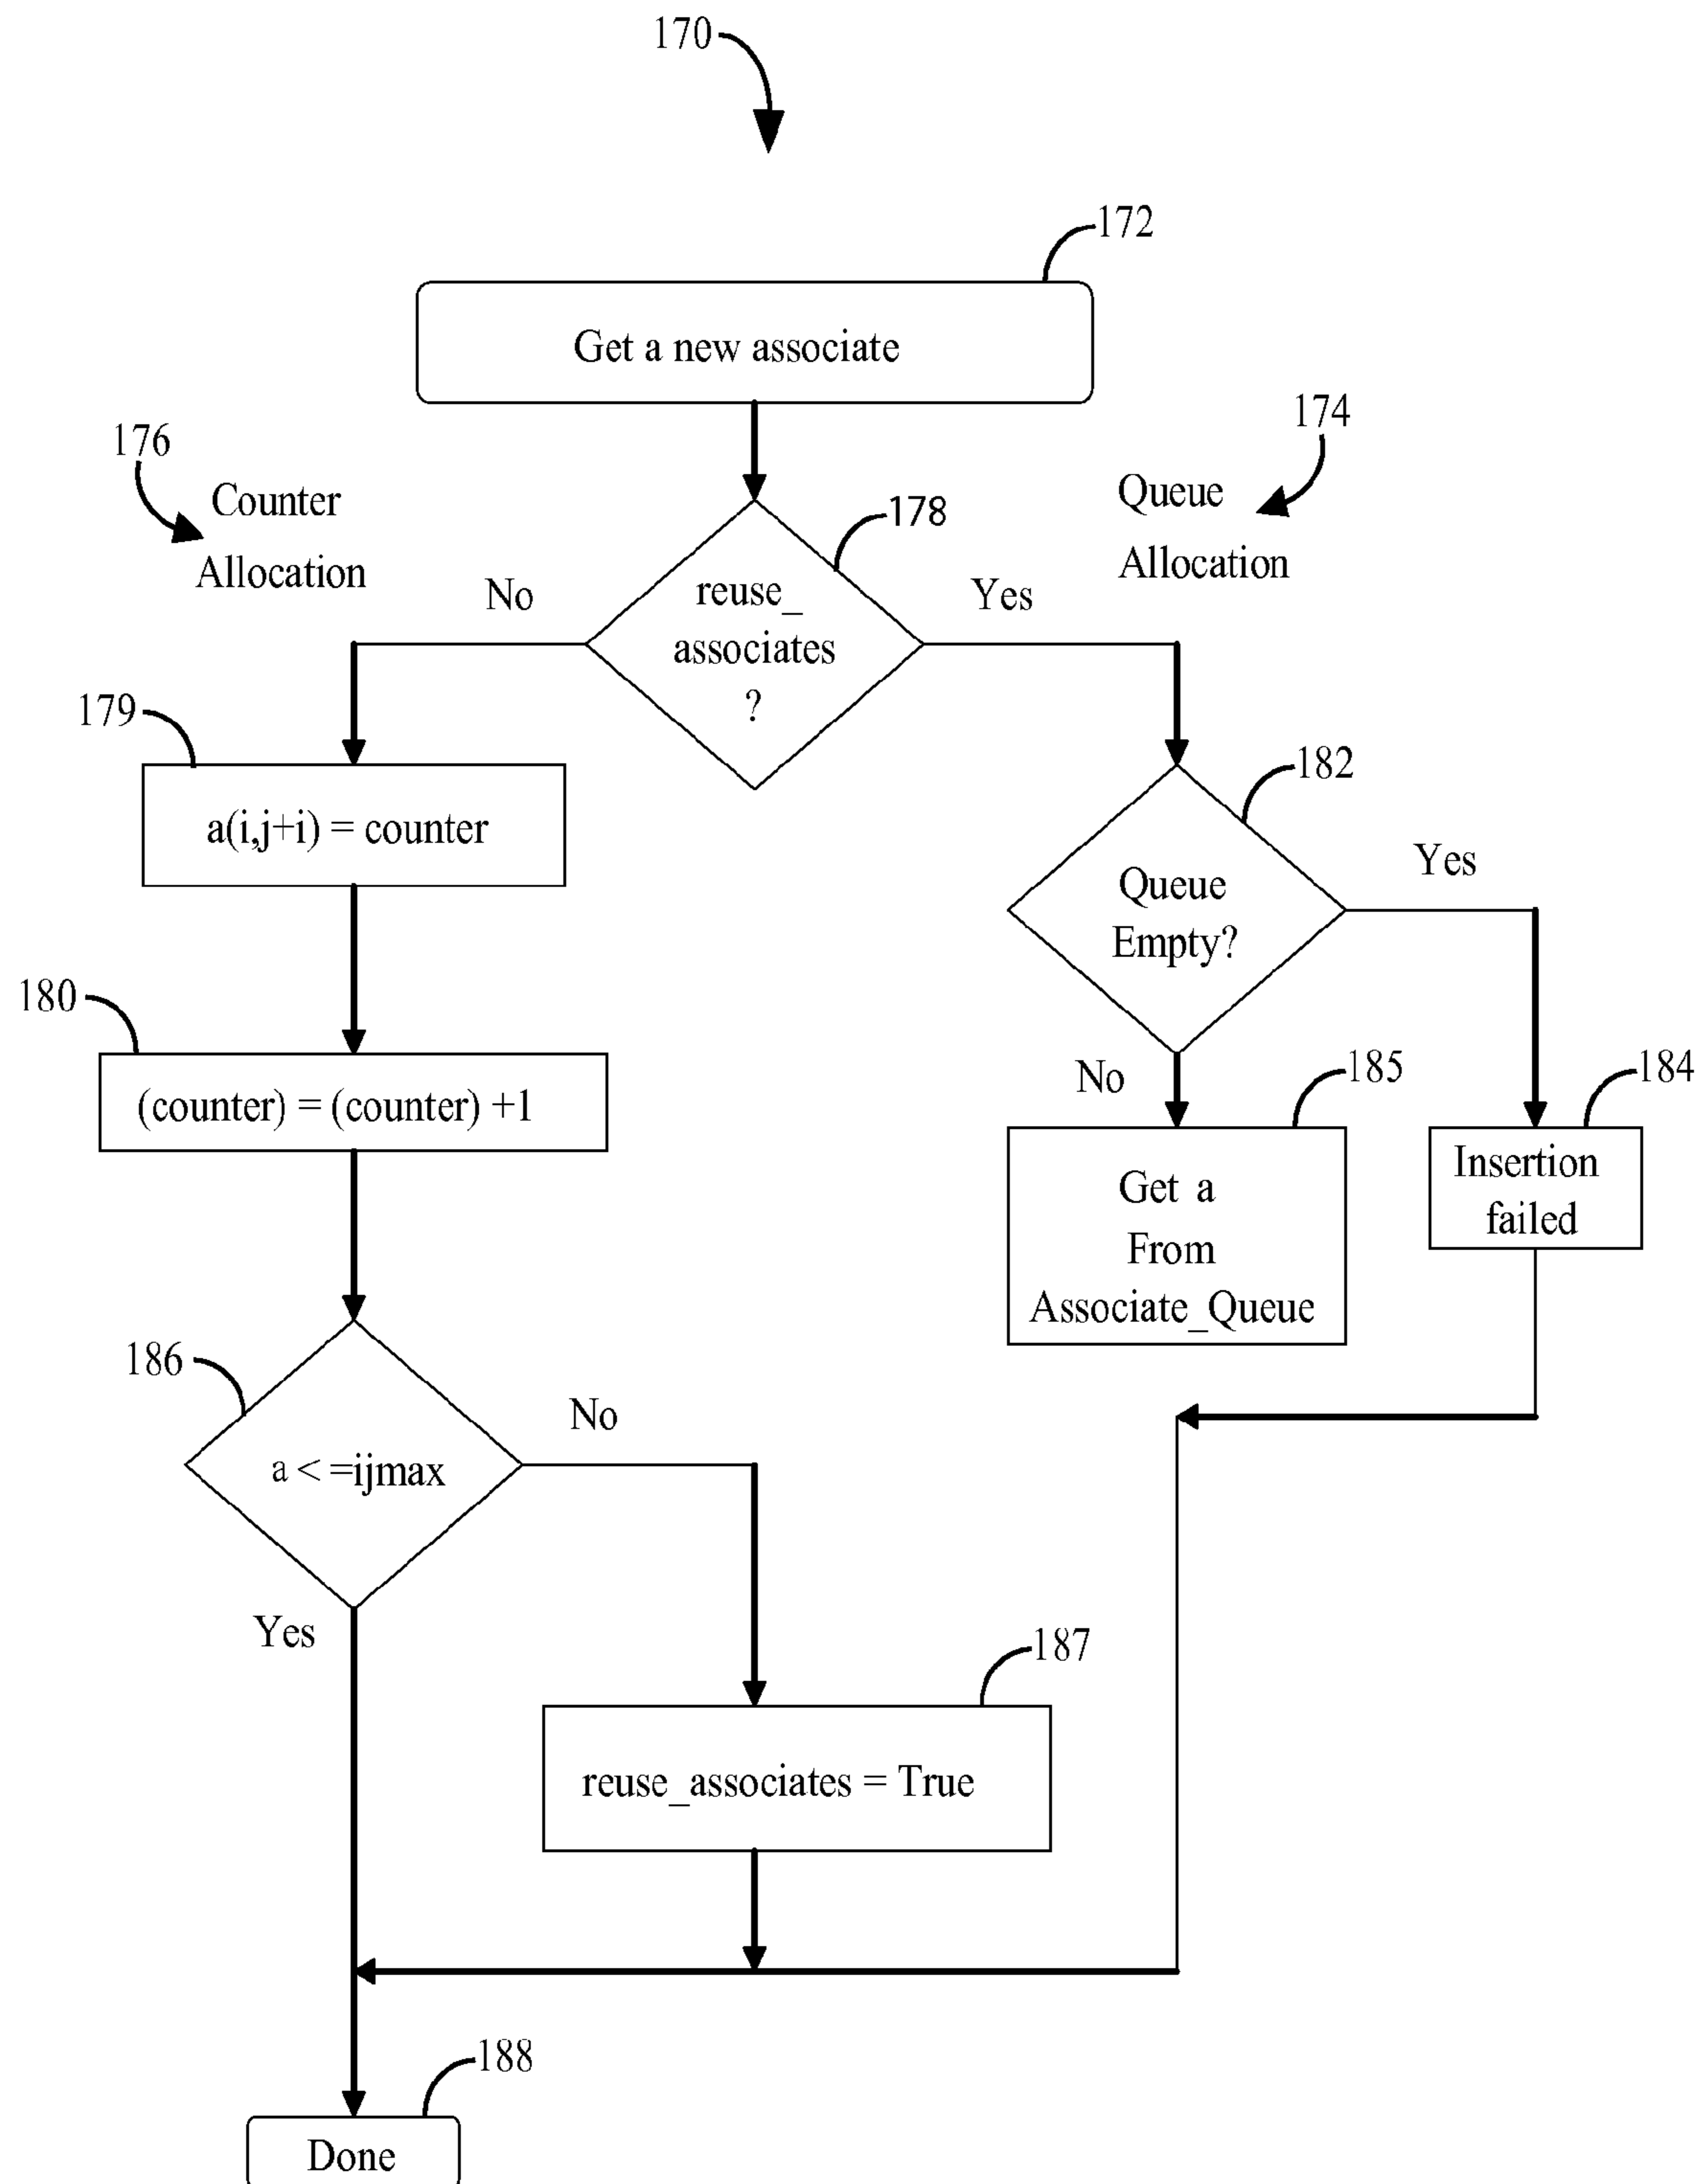 170
172
Get a new associate
176
Counter
Allocation
174
Queue
Allocation
178
No
reuse_
associates
?
Yes
179
a(i,j+i) = counter
182
Queue
Empty?
Yes
180
(counter) = (counter) +1
No
185
184
Get a
From
Associate_Queue
Insertion
failed
186
a < =ijmax
No
Yes
187
reuse_associates = True
188
Done